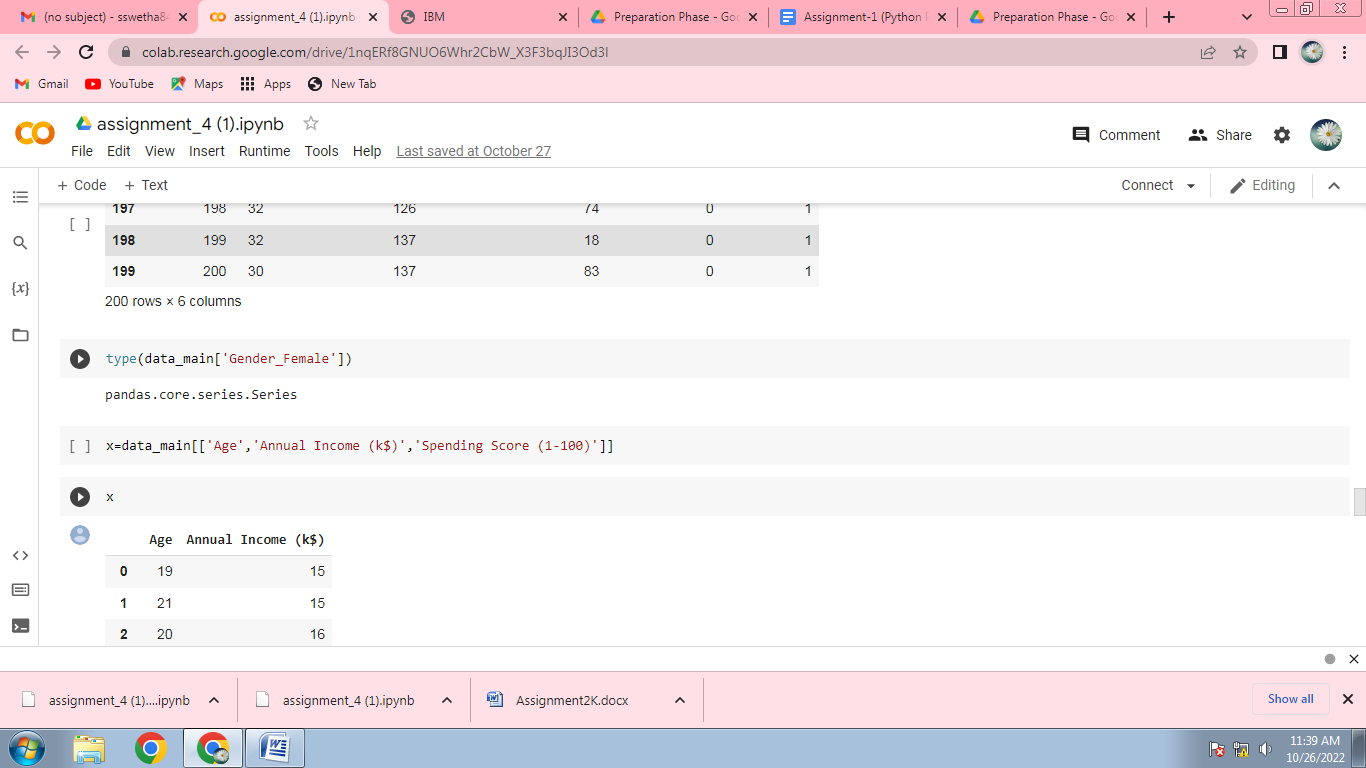 (no subject) - sswetha84
assignment_4 (1).ipynb
IBM
Preparation Phase - Goo
Assignment-1 (Python P
Preparation Phase - Goo
colab.research.google.com/drive/1nqERf8GNUO6Whr2CbW_X3F3bqJI3Od3I
Gmail YouTube Maps Apps New Tab
assignment_4 (1).ipynb
Comment Share
File Edit View Insert Runtime Tools Help Last saved at October 27
+ Code + Text Connect Editing
197 198 32 126 74 0 1
[ ]
198 199 32 137 18 0 1
199 200 30 137 83 0 1
200 rows × 6 columns
{x}
type(data_main['Gender_Female'])
pandas.core.series.Series
[ ] x=data_main[['Age','Annual Income (k$)','Spending Score (1-100)']]
x
Age Annual Income (k$)
0 19 15
1 21 15
2 20 16
assignment_4 (1)....ipynb
assignment_4 (1).ipynb
Assignment2K.docx
Show all
11:39 AM
10/26/2022